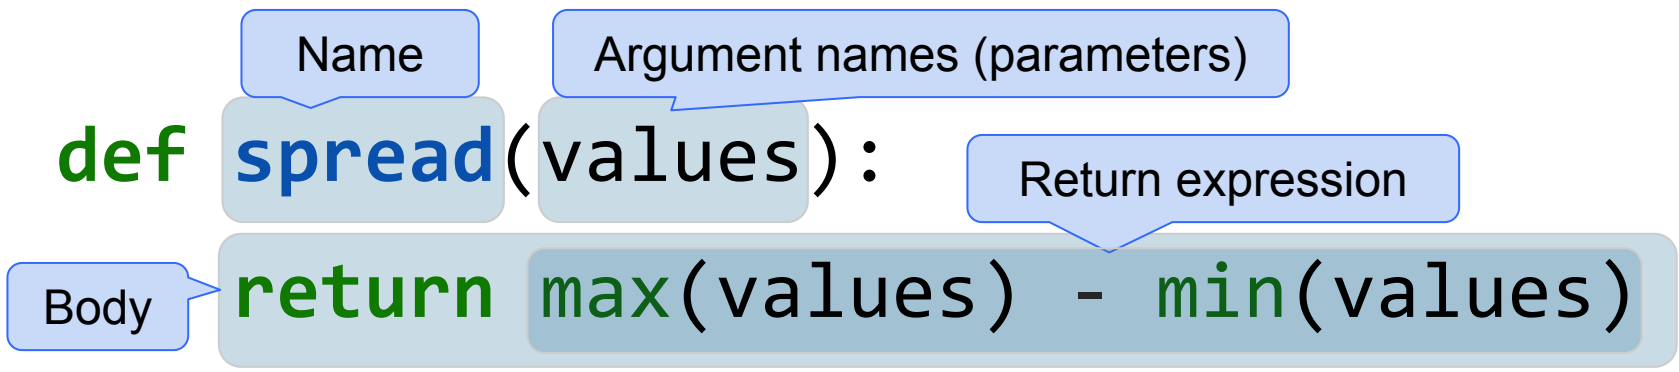 Name
Argument names (parameters)
def spread(values):
Return expression
Body
return max(values) - min(values)